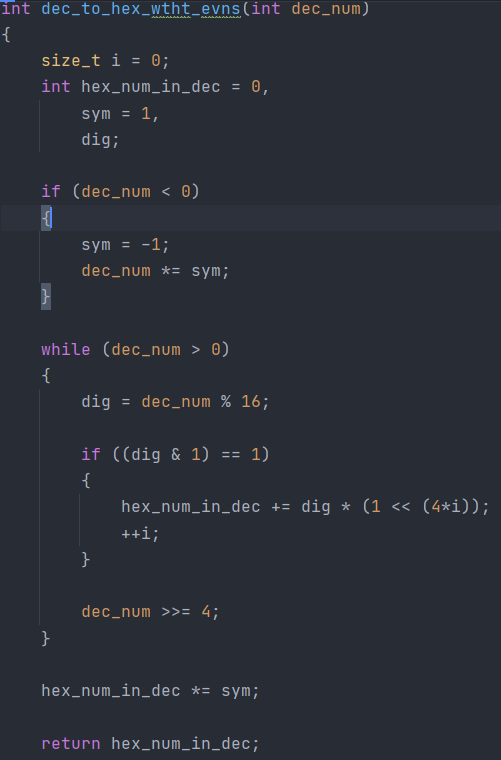 int dec_to_hex_wtht_evns(int dec_num)
{
    size_t i = 0;
    int hex_num_in_dec = 0,
        sym = 1,
        dig;
    if (dec_num < 0)
    {
        sym = -1;
        dec_num *= sym;
    }
    while (dec_num > 0)
    {
        dig = dec_num % 16;
        if ((dig & 1) == 1)
        {
            hex_num_in_dec += dig * (1 << (4*i));
            ++i;
        }
        dec_num >>= 4;
    }
    hex_num_in_dec *= sym;
    return hex_num_in_dec;